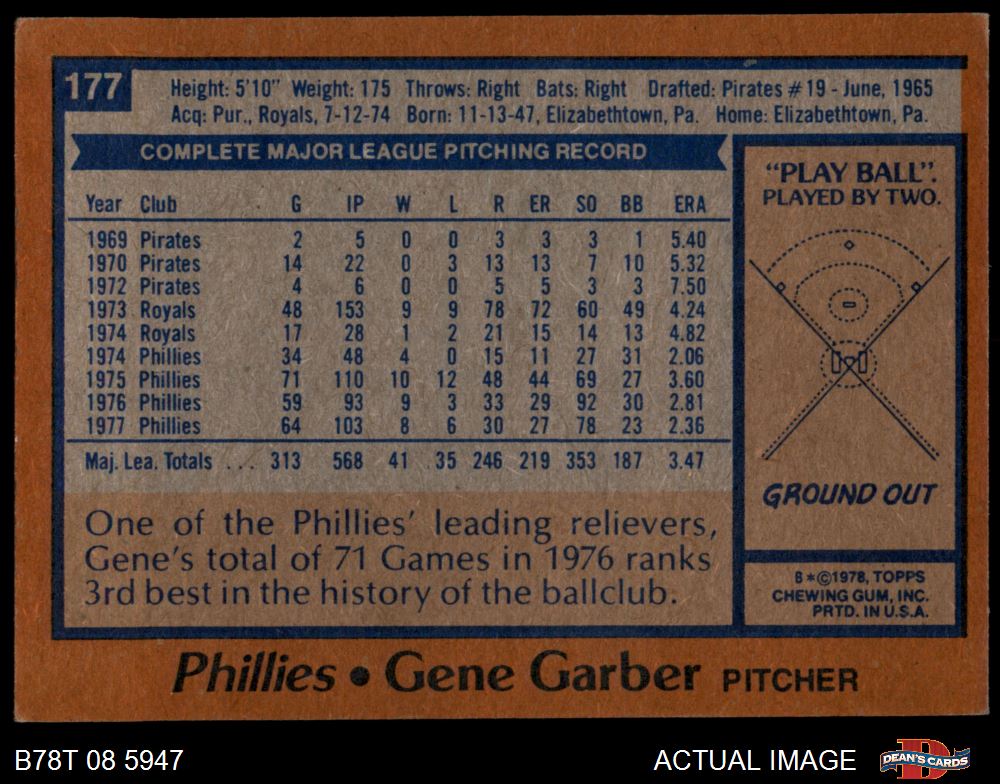 177
Height: 5'10" Weight: 175 Throws: Right Bats: Right Drafted: Pirates # 19 - June, 1965
Acq: Pur., Royals, 7-12-74 Born: 11-13-47, Elizabethtown, Pa. Home: Elizabethtown, Pa.
COMPLETE MAJOR LEAGUE PITCHING RECORD
Year Club G IP W L R ER SO BB ERA
1969 Pirates 2 5 0 0 3 3 3 1 5.40
1970 Pirates 14 22 0 3 13 13 7 10 5.32
1972 Pirates 4 6 0 0 5 5 3 3 7.50
1973 Royals 48 153 9 9 78 72 60 49 4.24
1974 Royals 17 28 1 2 21 15 14 13 4.82
1974 Phillies 34 48 4 0 15 11 27 31 2.06
1975 Phillies 71 110 10 12 48 44 69 27 3.60
1976 Phillies 59 93 9 3 33 29 92 30 2.81
1977 Phillies 64 103 8 6 30 27 78 23 2.36
Maj. Lea. Totals ... 313 568 41 35 246 219 353 187 3.47
One of the Phillies' leading relievers,
Gene's total of 71 Games in 1976 ranks
3rd best in the history of the ballclub.
"PLAY BALL".
PLAYED BY TWO.
GROUND OUT
B*©1978, TOPPS
CHEWING GUM, INC.
PRTD. IN U.S.A.
Phillies • Gene Garber PITCHER
B78T 08 5947
ACTUAL IMAGE
D
DEAN'S CARDS